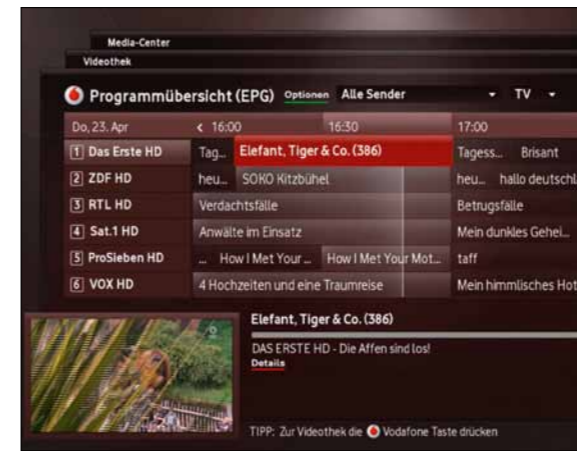 Media-Center
Videothek
Programmübersicht (EPG) Optionen Alle Sender TV
Do, 23. Apr < 16:00 16:30 17:00
1 Das Erste HD Tag... Elefant, Tiger & Co. (386) Tagess... Brisant
2 ZDF HD heu... SOKO Kitzbühel heu... hallo deutschl
3 RTL HD Verdachtsfälle Betrugsfälle
4 Sat.1 HD Anwälte im Einsatz Mein dunkles Gehei...
5 ProSieben HD ... How I Met Your ... How I Met Your Mot... taff
6 VOX HD 4 Hochzeiten und eine Traumreise Mein himmlisches Hot
Elefant, Tiger & Co. (386)
DAS ERSTE HD - Die Affen sind los!
Details
TIPP: Zur Videothek die Vodafone Taste drücken